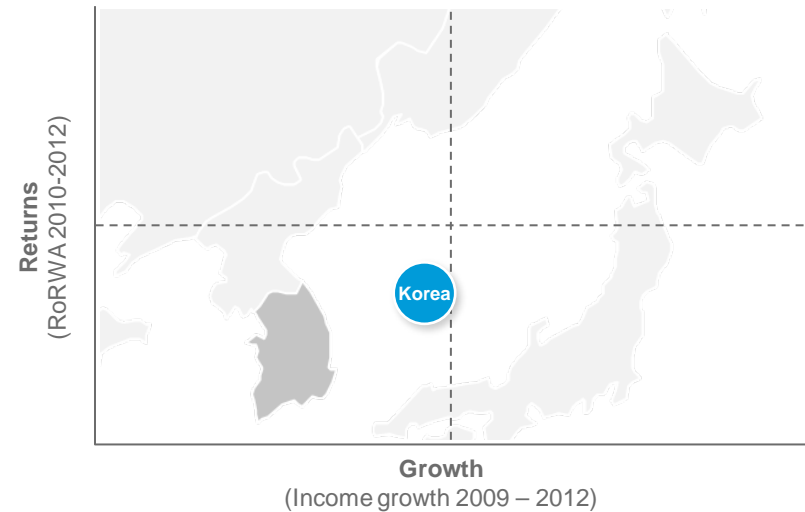 Returns
(RoRWA 2010-2012)
Korea
Growth
(Income growth 2009 – 2012)